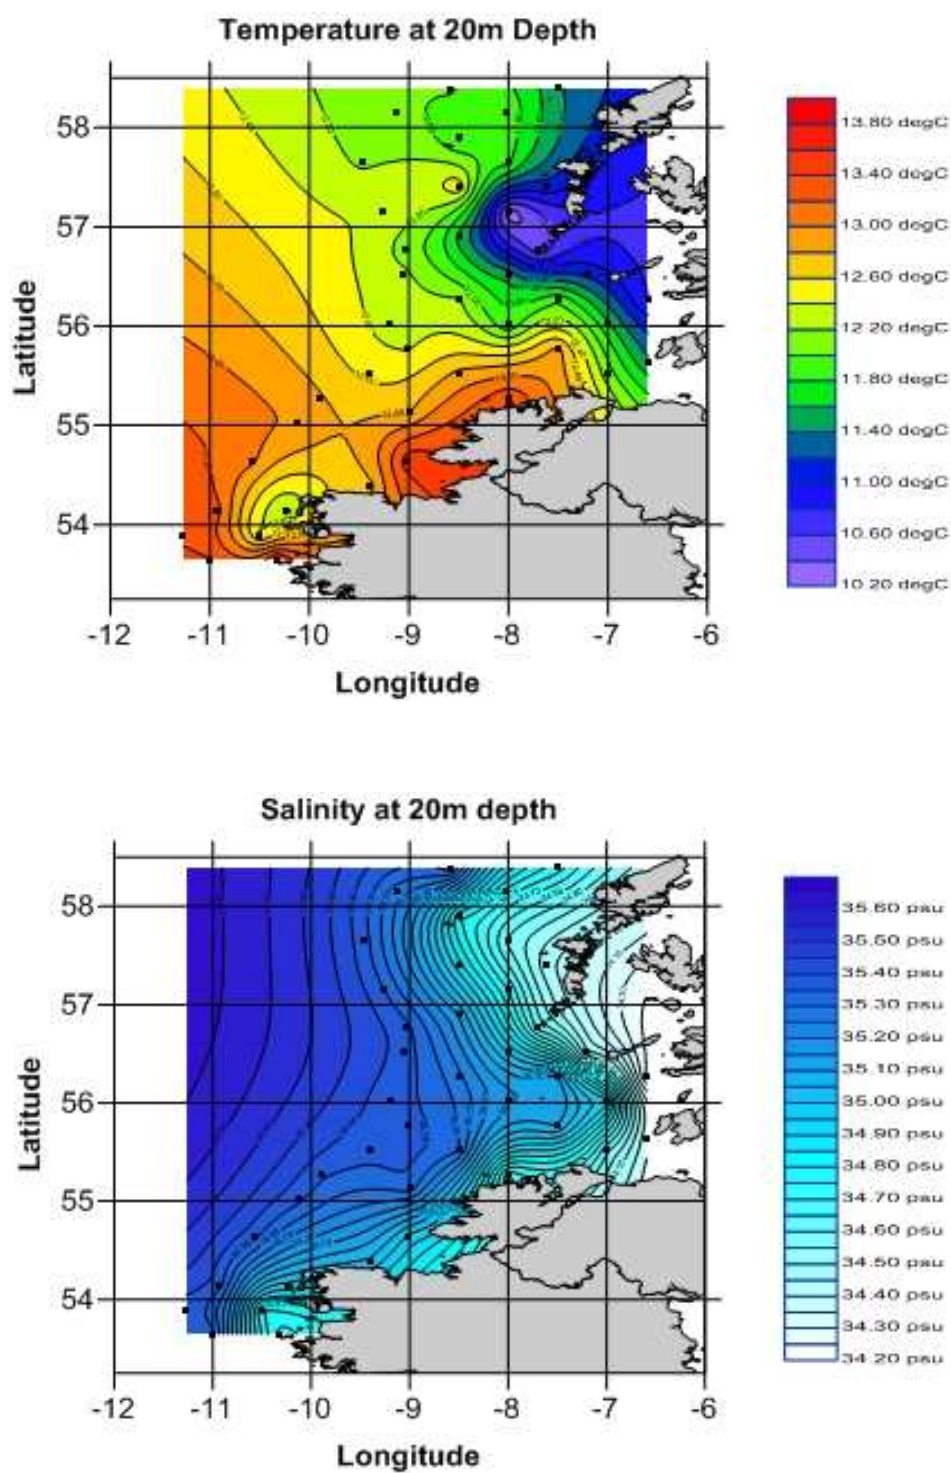 Temperature at 20m Depth
58
57
56
55
54
Latitude
-12 -11 -10 -9 -8 -7 -6
Longitude
13.80 degC
13.40 degC
13.00 degC
12.60 degC
12.20 degC
11.80 degC
11.40 degC
11.00 degC
10.60 degC
10.20 degC
Salinity at 20m depth
58
57
56
55
54
Latitude
-12 -11 -10 -9 -8 -7 -6
Longitude
35.60 psu
35.50 psu
35.40 psu
35.30 psu
35.20 psu
35.10 psu
35.00 psu
34.90 psu
34.80 psu
34.70 psu
34.60 psu
34.50 psu
34.40 psu
34.30 psu
34.20 psu